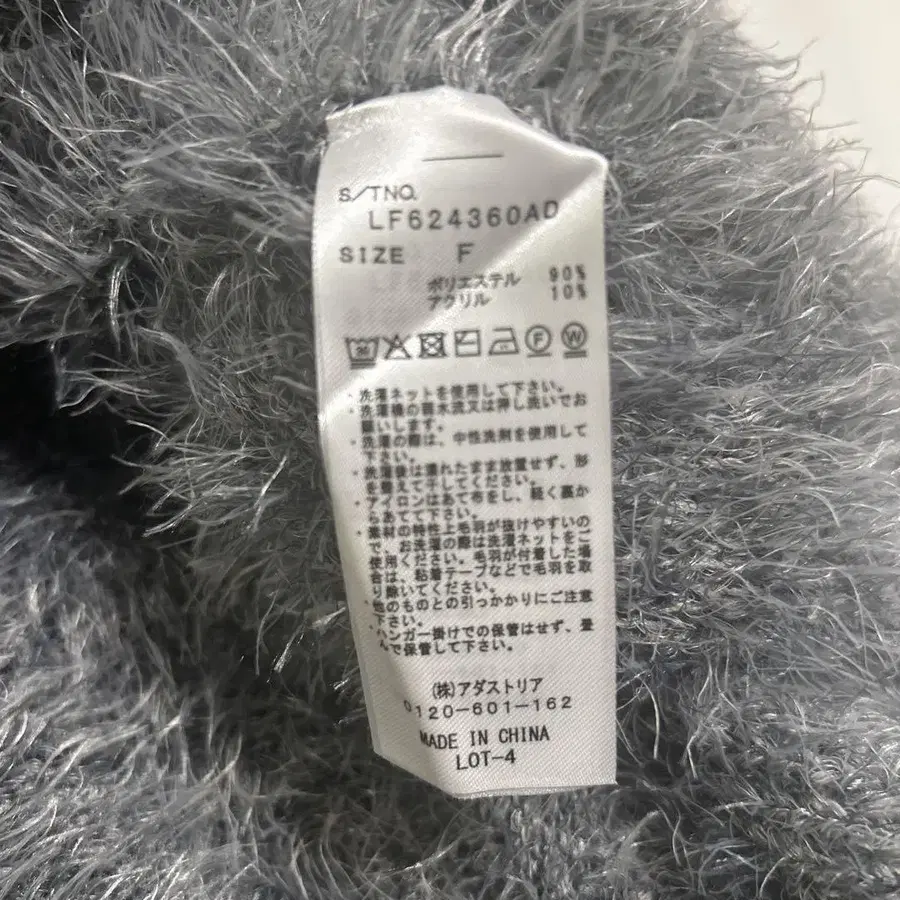 S/TNO.
LF624360AD
SIZE F
ポリエステル 90%
アクリル 10%
30
F
W
・洗濯ネットを使用して下さい。
・洗濯機の弱水流又は押し洗いでお
願いします。
・洗濯の際は、中性洗剤を使用して
下さい。
・洗濯後は濡れたまま放置せず、形
を整えて干してください。
・アイロンはあて布をし、軽く裏か
らあてて下さい。
・素材の特性上毛羽が抜けやすいの
で、お洗濯の際は洗濯ネットをご
使用ください。毛羽が付着した場
合は、粘着テープなどで毛羽を取
り除いてください。
・他のものとの引っかかりにご注意
下さい。
・ハンガー掛けでの保管はせず、畳
んで保管して下さい。
(株)アダストリア
0120-601-162
MADE IN CHINA
LOT-4